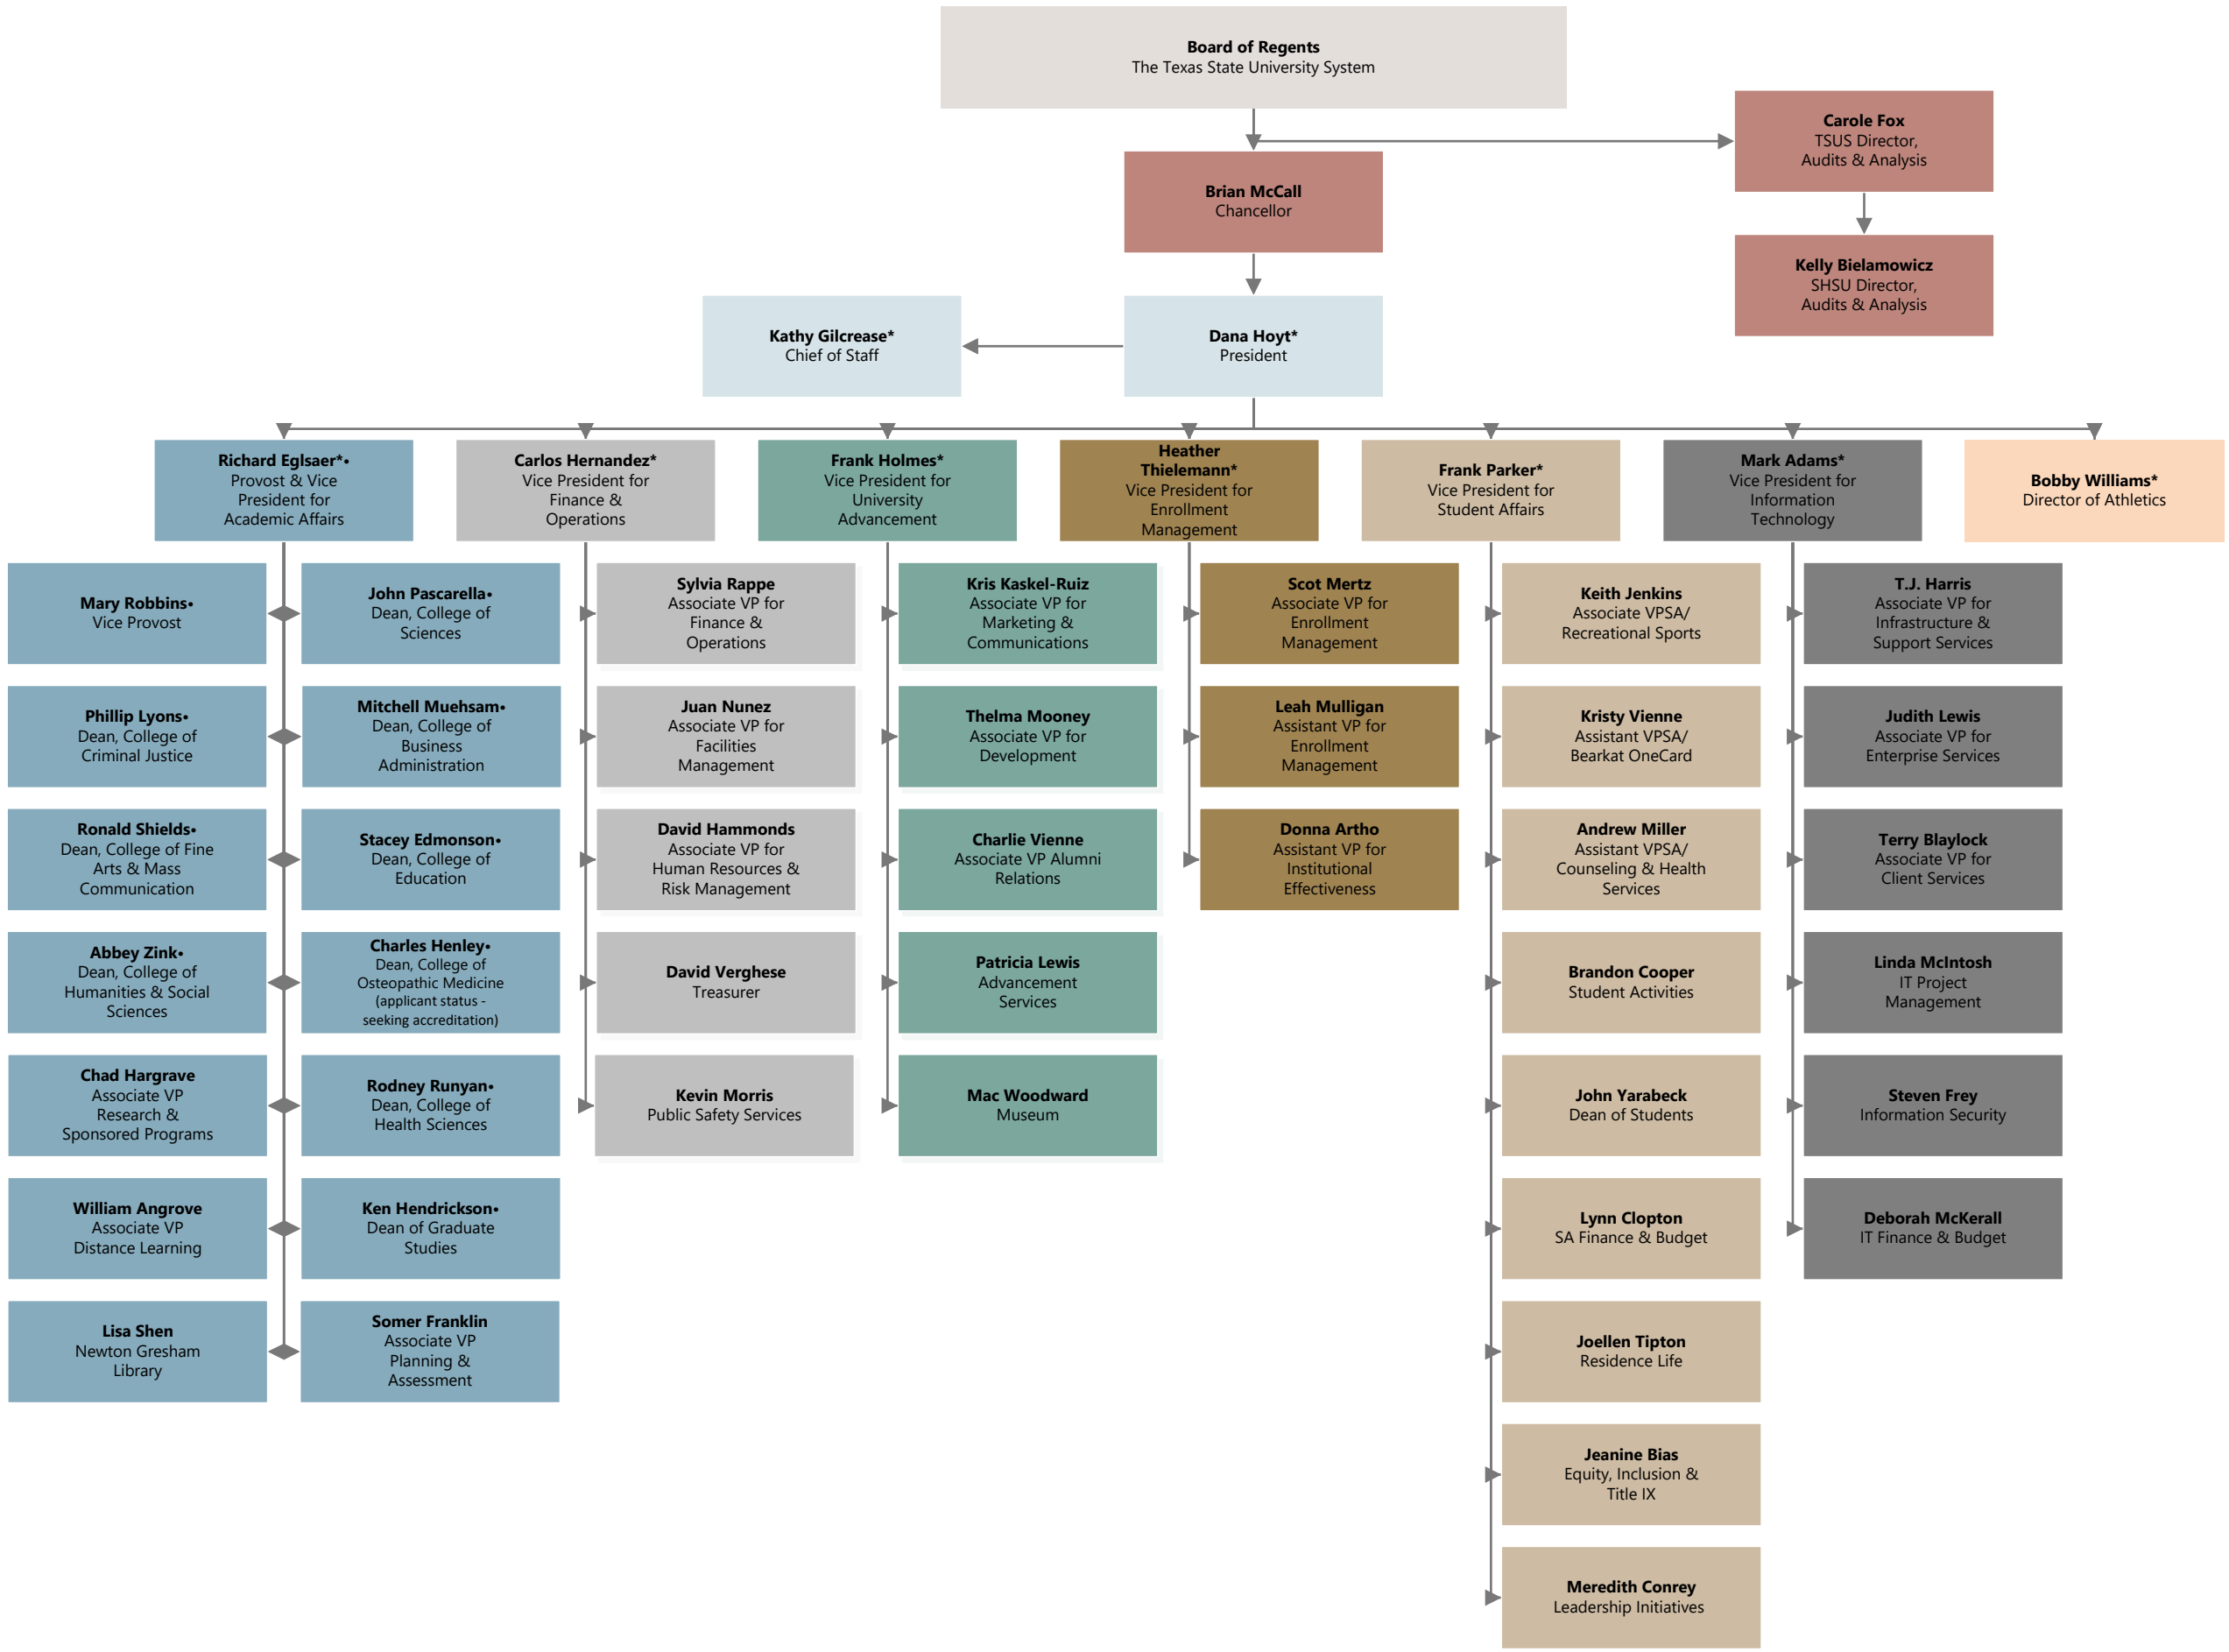 Board of Regents
The Texas State University System
Carole Fox
TSUS Director,
Audits & Analysis
Brian McCall
Chancellor
Kelly Bielamowicz
SHSU Director,
Audits & Analysis
Kathy Gilcrease*
Chief of Staff
Dana Hoyt*
President
Richard Eglsaer*•
Provost & Vice
President for
Academic Affairs
Carlos Hernandez*
Vice President for
Finance &
Operations
Frank Holmes*
Vice President for
University
Advancement
Heather
Thielemann*
Vice President for
Enrollment
Management
Frank Parker*
Vice President for
Student Affairs
Mark Adams*
Vice President for
Information
Technology
Bobby Williams*
Director of Athletics
Mary Robbins•
Vice Provost
John Pascarella•
Dean, College of
Sciences
Sylvia Rappe
Associate VP for
Finance &
Operations
Kris Kaskel-Ruiz
Associate VP for
Marketing &
Communications
Scot Mertz
Associate VP for
Enrollment
Management
Keith Jenkins
Associate VPSA/
Recreational Sports
T.J. Harris
Associate VP for
Infrastructure &
Support Services
Phillip Lyons•
Dean, College of
Criminal Justice
Mitchell Muehsam•
Dean, College of
Business
Administration
Juan Nunez
Associate VP for
Facilities
Management
Thelma Mooney
Associate VP for
Development
Leah Mulligan
Assistant VP for
Enrollment
Management
Kristy Vienne
Assistant VPSA/
Bearkat OneCard
Judith Lewis
Associate VP for
Enterprise Services
Ronald Shields•
Dean, College of Fine
Arts & Mass
Communication
Stacey Edmonson•
Dean, College of
Education
David Hammonds
Associate VP for
Human Resources &
Risk Management
Charlie Vienne
Associate VP Alumni
Relations
Donna Artho
Assistant VP for
Institutional
Effectiveness
Andrew Miller
Assistant VPSA/
Counseling & Health
Services
Terry Blaylock
Associate VP for
Client Services
Abbey Zink•
Dean, College of
Humanities & Social
Sciences
Charles Henley•
Dean, College of
Osteopathic Medicine
(applicant status -
seeking accreditation)
David Verghese
Treasurer
Patricia Lewis
Advancement
Services
Brandon Cooper
Student Activities
Linda McIntosh
IT Project
Management
Chad Hargrave
Associate VP
Research &
Sponsored Programs
Rodney Runyan•
Dean, College of
Health Sciences
Kevin Morris
Public Safety Services
Mac Woodward
Museum
John Yarabeck
Dean of Students
Steven Frey
Information Security
William Angrove
Associate VP
Distance Learning
Ken Hendrickson•
Dean of Graduate
Studies
Lynn Clopton
SA Finance & Budget
Deborah McKerall
IT Finance & Budget
Lisa Shen
Newton Gresham
Library
Somer Franklin
Associate VP
Planning &
Assessment
Joellen Tipton
Residence Life
Jeanine Bias
Equity, Inclusion &
Title IX
Meredith Conrey
Leadership Initiatives